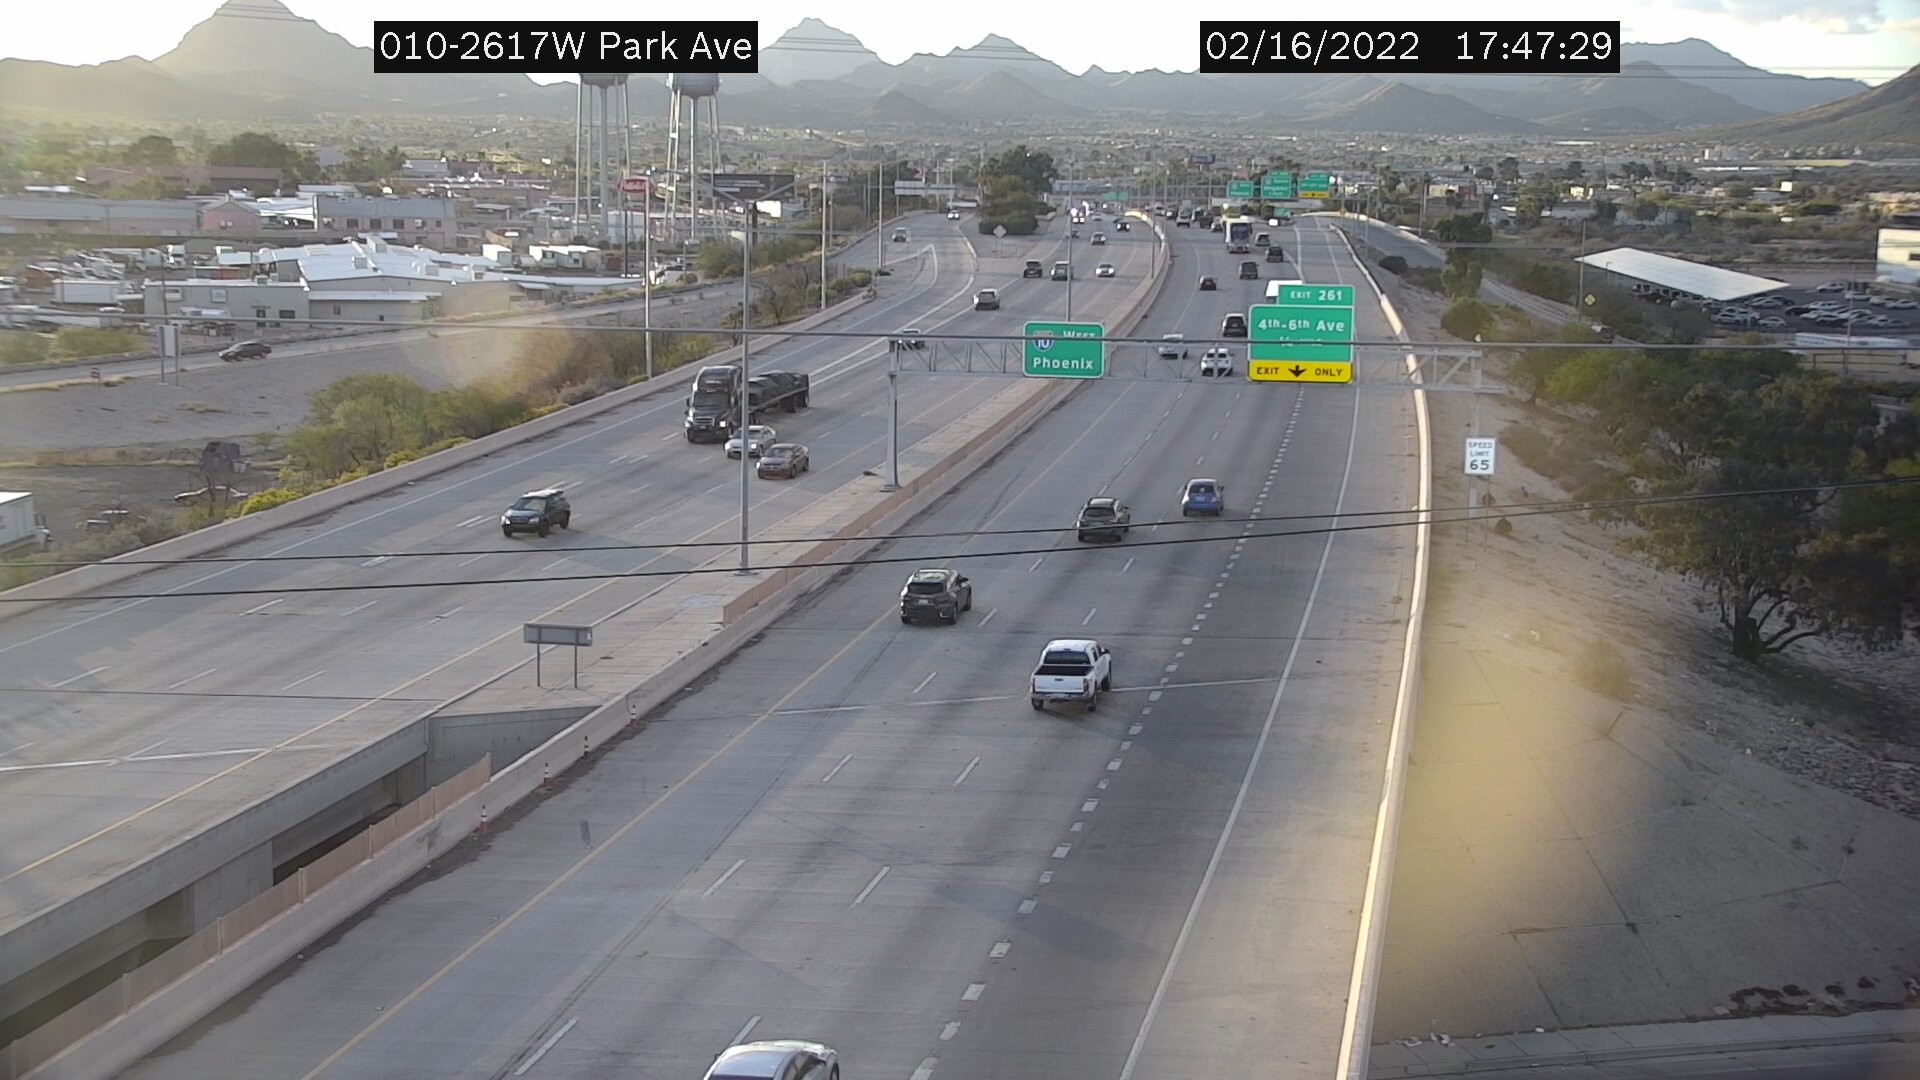 010-2617W Park Ave
02/16/2022 17:47:29
EXIT 261
4th-6th Ave
EXIT ONLY
10 West
Phoenix
SPEED
LIMIT
65